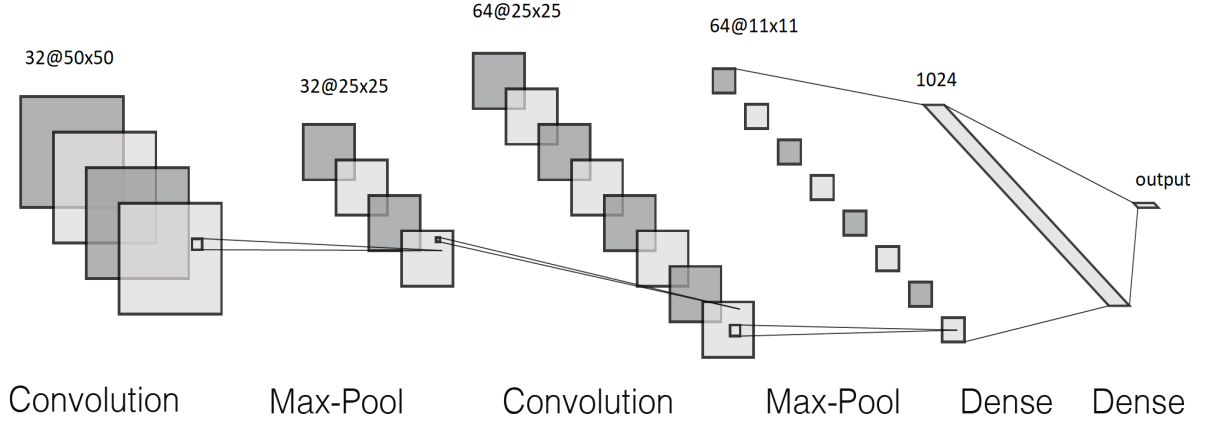 32@50x50
32@25x25
64@25x25
64@11x11
1024
output
Convolution
Max-Pool
Convolution
Max-Pool
Dense
Dense